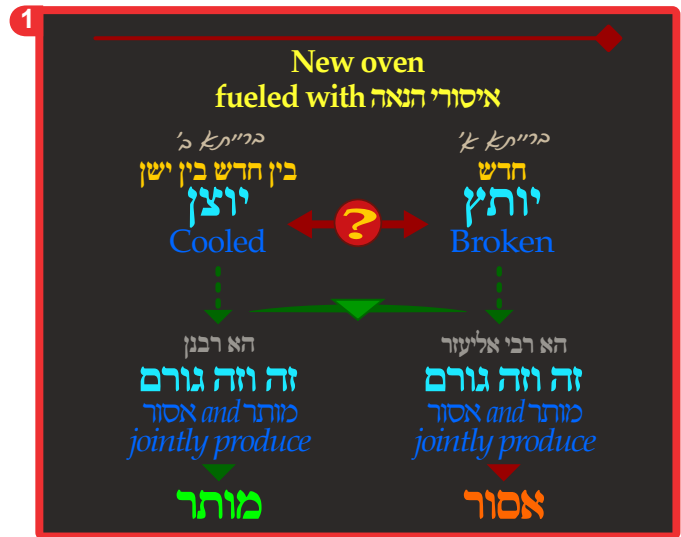 1
New oven
fueled with איסורי הנאה
ברייתא א'
חדש
יותץ
Broken
ברייתא ב'
בין חדש בין ישן
יוצן
Cooled
?
הא רבי אליעזר
זה וזה גורם
מותר and אסור
jointly produce
אסור
הא רבנן
זה וזה גורם
מותר and אסור
jointly produce
מותר